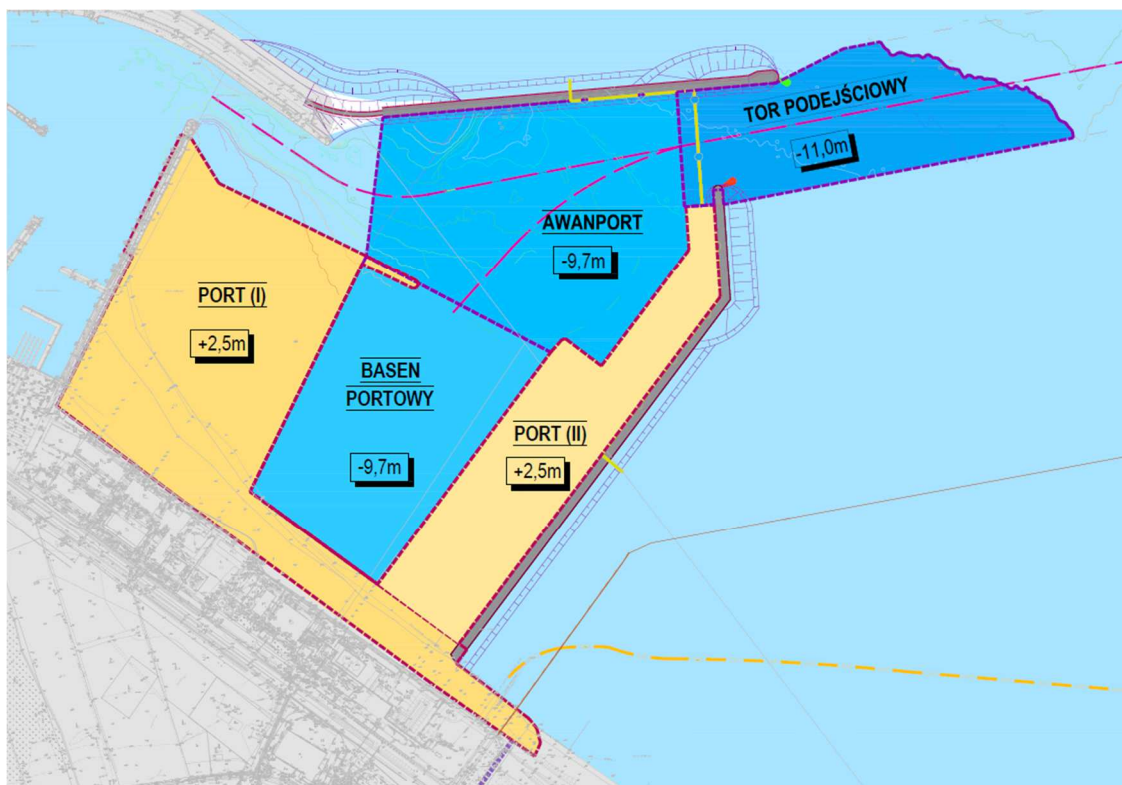 TOR PODEJŚCIOWY
-11,0m
AWANPORT
-9,7m
PORT (I)
+2,5m
BASEN
PORTOWY
-9,7m
PORT (II)
+2,5m